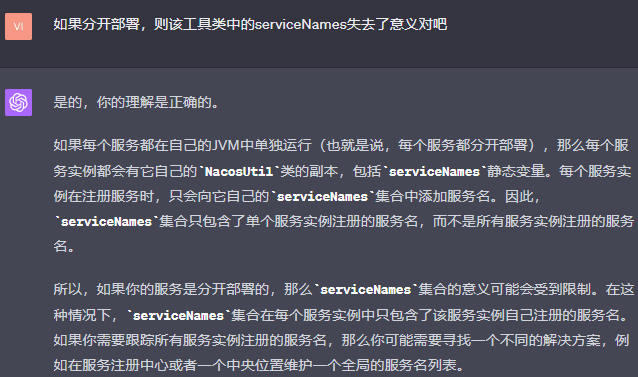 VI
如果分开部署，则该工具类中的serviceNames失去了意义对吧
是的，你的理解是正确的。
如果每个服务都在自己的JVM中单独运行（也就是说，每个服务都分开部署），那么每个服
务实例都会有它自己的`NacosUtil`类的副本，包括`serviceNames`静态变量。每个服务实
例在注册服务时，只会向它自己的`serviceNames`集合中添加服务名。因此，
`serviceNames`集合只包含了单个服务实例注册的服务名，而不是所有服务实例注册的服务
名。
所以，如果你的服务是分开部署的，那么`serviceNames`集合的意义可能会受到限制。在这
种情况下，`serviceNames`集合在每个服务实例中只包含了该服务实例自己注册的服务名。
如果你需要跟踪所有服务实例注册的服务名，那么你可能需要寻找一个不同的解决方案，例
如在服务注册中心或者一个中央位置维护一个全局的服务名列表。